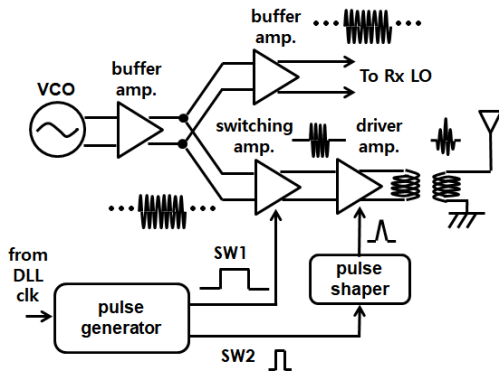 buffer
amp.
To Rx LO
VCO
buffer
amp.
switching
amp.
driver
amp.
from
DLL
clk
SW1
pulse
generator
pulse
shaper
SW2